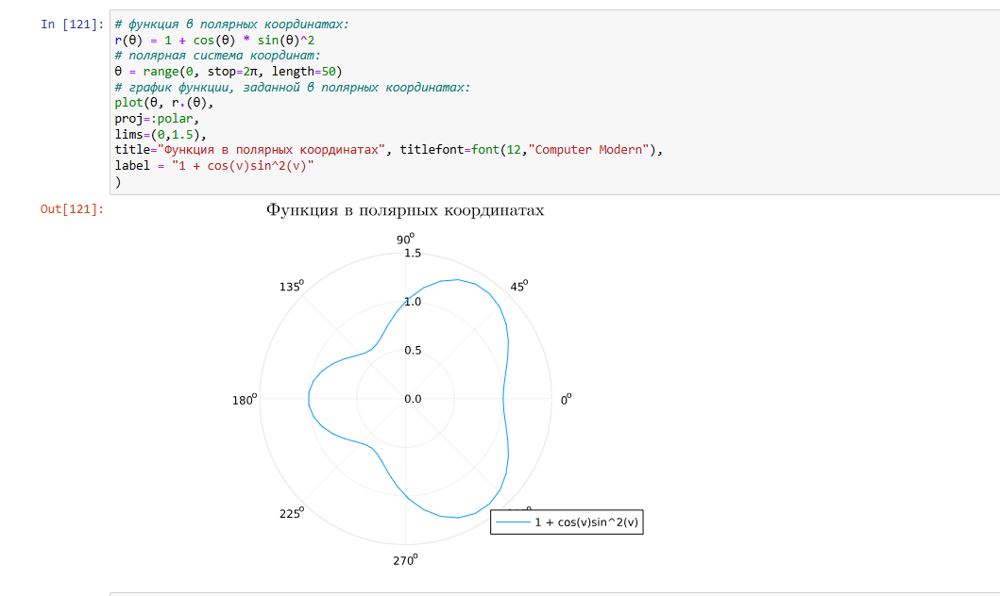 In [121]:
# функция в полярных координатах:
r(θ) = 1 + cos(θ) * sin(θ)^2
# полярная система координат:
θ = range(0, stop=2π, length=50)
# график функции, заданной в полярных координатах:
plot(θ, r.(θ),
proj=:polar,
lims=(0,1.5),
title="Функция в полярных координатах", titlefont=font(12,"Computer Modern"),
label = "1 + cos(v)sin^2(v)"
)
Out[121]:
Функция в полярных координатах
90°
1.5
135°
45°
1.0
0.5
180°
0.0
0°
225°
1 + cos(v)sin^2(v)
270°